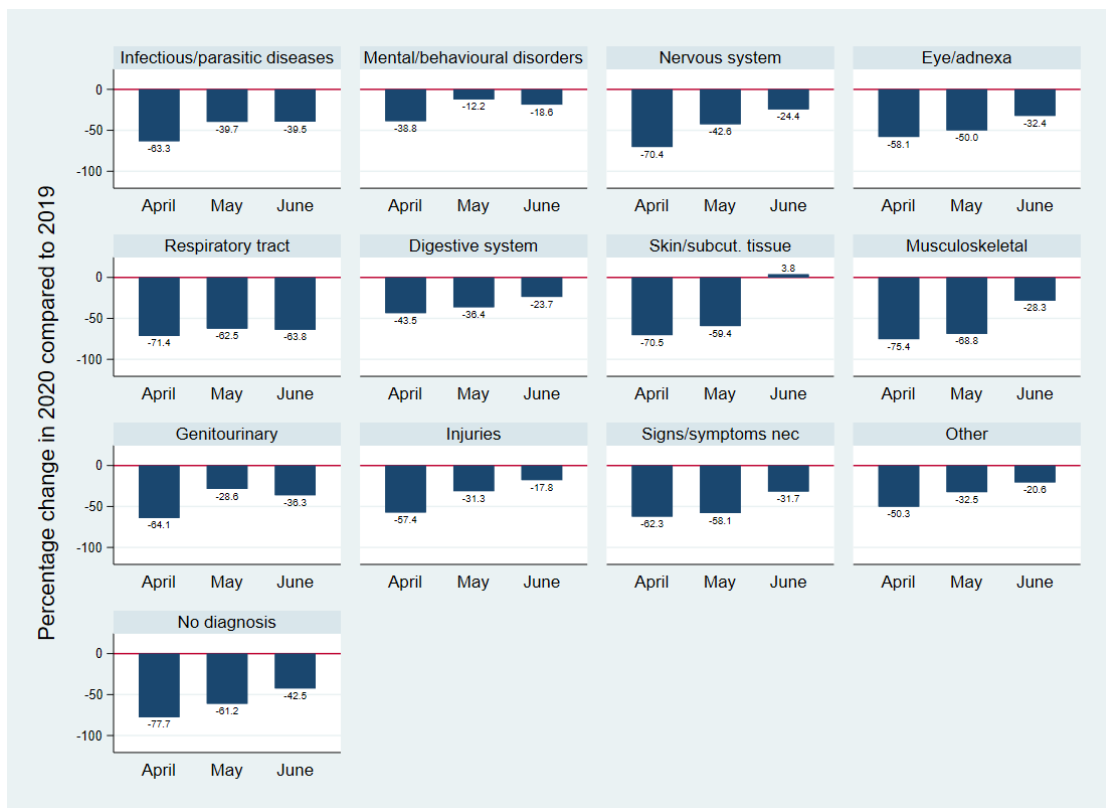 Percentage change in 2020 compared to 2019
Infectious/parasitic diseases
0
-50
-100
-63.3
-39.7
-39.5
April May June
Mental/behavioural disorders
-38.8
-12.2
-18.6
April May June
Nervous system
-70.4
-42.6
-24.4
April May June
Eye/adnexa
-58.1
-50.0
-32.4
April May June
Respiratory tract
0
-50
-100
-71.4
-62.5
-63.8
April May June
Digestive system
-43.5
-36.4
-23.7
April May June
Skin/subcut. tissue
-70.5
-59.4
3.8
April May June
Musculoskeletal
-75.4
-68.8
-28.3
April May June
Genitourinary
0
-50
-100
-64.1
-28.6
-36.3
April May June
Injuries
-57.4
-31.3
-17.8
April May June
Signs/symptoms nec
-62.3
-58.1
-31.7
April May June
Other
-50.3
-32.5
-20.6
April May June
No diagnosis
0
-50
-100
-77.7
-61.2
-42.5
April May June